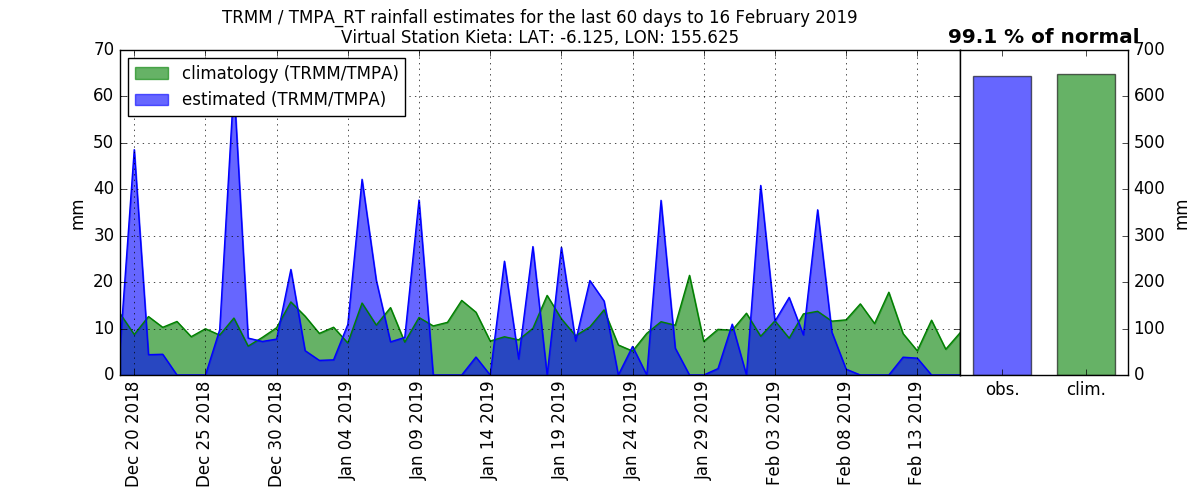 TRMM / TMPA_RT rainfall estimates for the last 60 days to 16 February 2019
Virtual Station Kieta: LAT: -6.125, LON: 155.625
99.1 % of normal
climatology (TRMM/TMPA)
estimated (TRMM/TMPA)
70
60
50
40
30
20
10
0
mm
700
600
500
400
300
200
100
0
mm
Dec 20 2018
Dec 25 2018
Dec 30 2018
Jan 04 2019
Jan 09 2019
Jan 14 2019
Jan 19 2019
Jan 24 2019
Jan 29 2019
Feb 03 2019
Feb 08 2019
Feb 13 2019
obs.
clim.